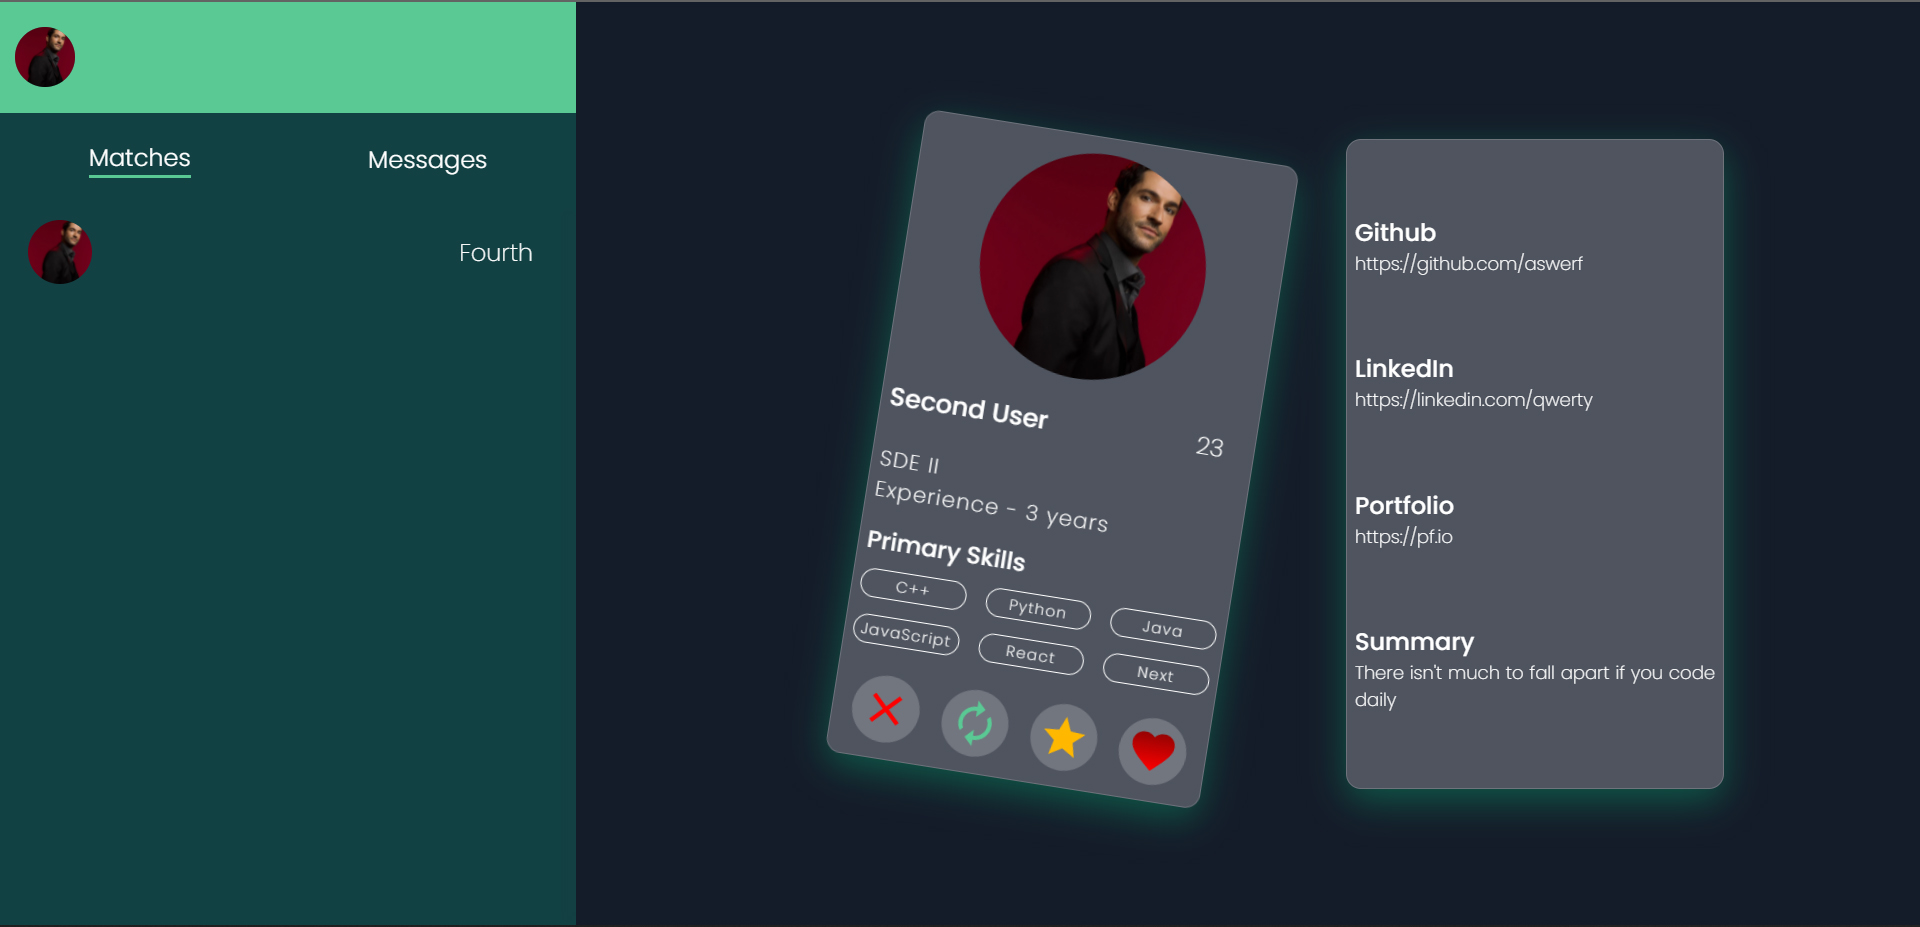 Matches
Messages
Fourth
Second User
23
SDE II
Experience - 3 years
Primary Skills
C++
Python
Java
JavaScript
React
Next
Github
https://github.com/aswerf
LinkedIn
https://linkedin.com/qwerty
Portfolio
https://pf.io
Summary
There isn't much to fall apart if you code
daily